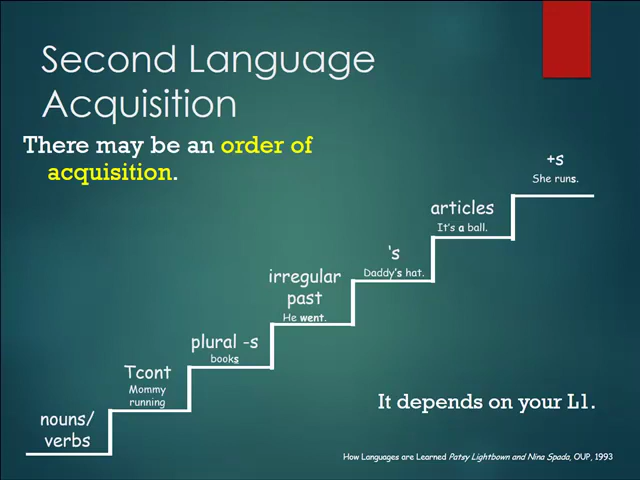 Second Language
Acquisition
There may be an order of
acquisition.
+s
She runs.
articles
It's a ball.
's
Daddy's hat.
irregular
past
He went.
plural -s
books
Tcont
Mommy
running
nouns/
verbs
It depends on your L1.
How Languages are Learned Patsy Lightbown and Nina Spada, OUP, 1993